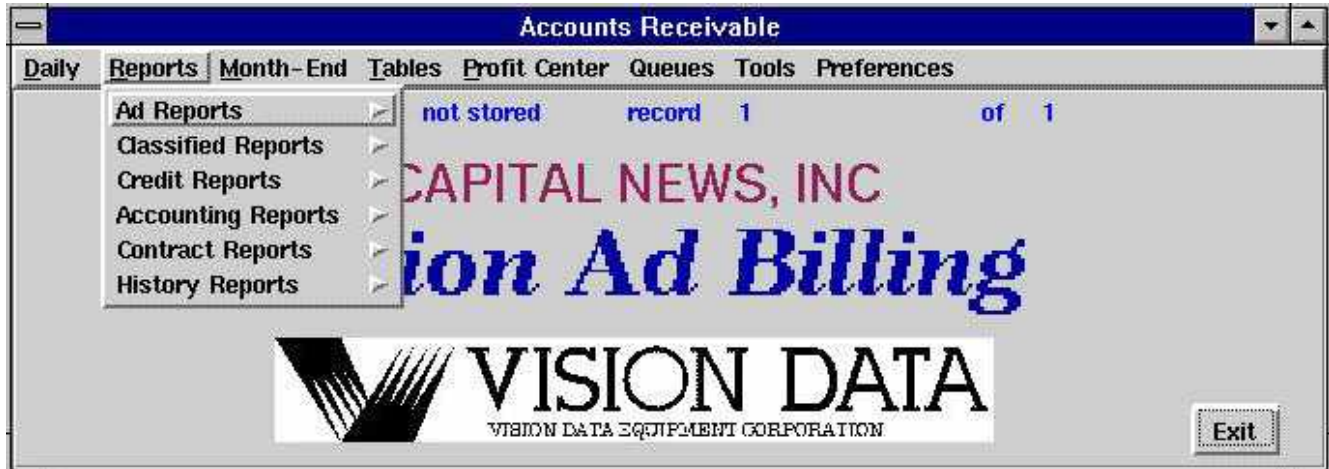 Accounts Receivable
Daily Reports Month-End Tables Profit Center Queues Tools Preferences
Ad Reports
Classified Reports
Credit Reports
Accounting Reports
Contract Reports
History Reports
not stored record 1 of 1
CAPITAL NEWS, INC
ion Ad Billing
VISION DATA
VISION DATA EQUIPMENT CORPORATION
Exit